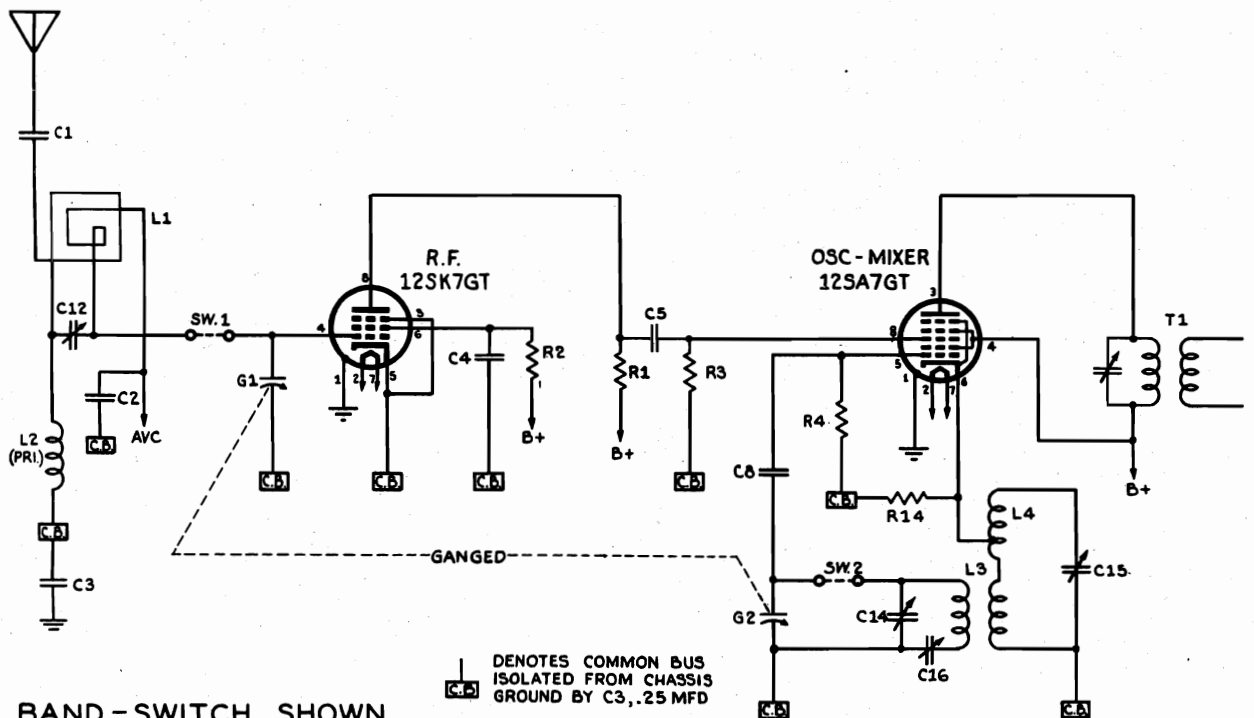 C1
L1
R.F.
12SK7GT
OSC-MIXER
12SA7GT
8
3
C12
SW.1
4
3
6
C5
8
4
T1
5
G1
C4
R2
R1
R3
1
2
7
5
1
2
7
6
C2
AVC
L2
(PRI.)
C.B.
C.B.
C.B.
C.B.
B+
B+
C.B.
R4
C8
C.B.
R14
B+
L4
C.B.
C3
GANGED
SW.2
L3
C15
G2
C14
C16
C.B.
DENOTES COMMON BUS
ISOLATED FROM CHASSIS
GROUND BY C3, .25 MFD
C.B.
C.B.
BAND-SWITCH SHOWN